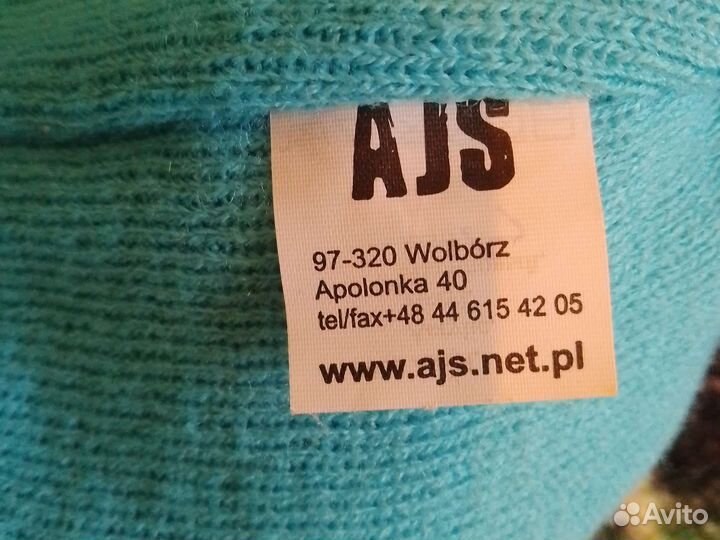 AJS
97-320 Wolbórz
Apolonka 40
tel/fax+48 44 615 42 05
www.ajs.net.pl
Avito